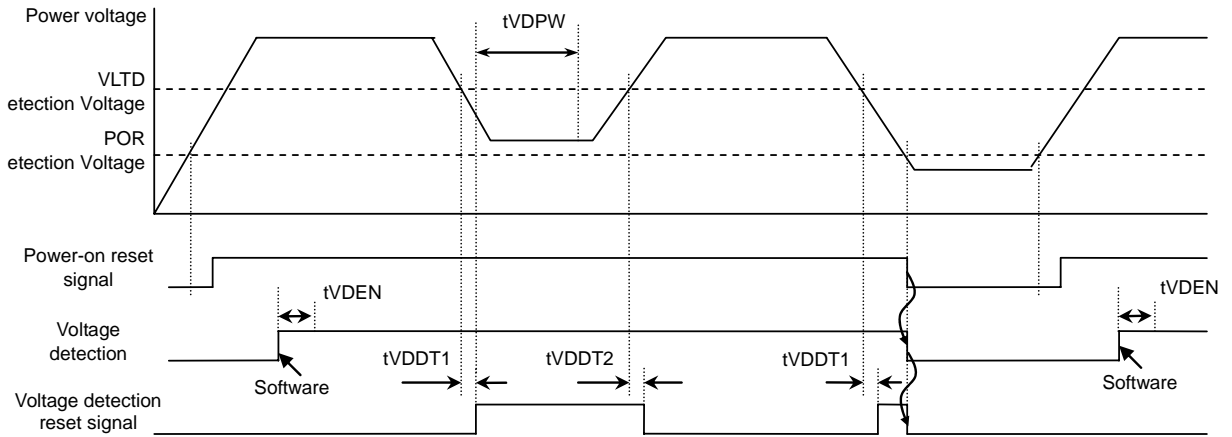 Power voltage
tVDPW
VLTD
etection Voltage
POR
etection Voltage
Power-on reset
signal
tVDEN
tVDEN
Voltage
detection
tVDDT1
tVDDT2
tVDDT1
Software
Software
Voltage detection
reset signal